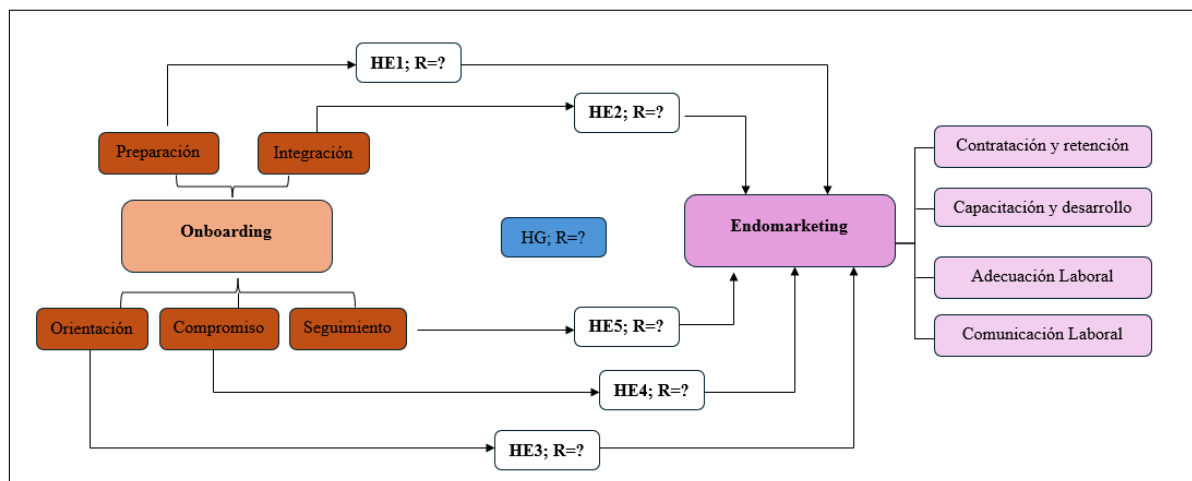 HE1; R=?
HE2; R=?
Preparación
Integración
Contratación y retención
Capacitación y desarrollo
Onboarding
HG; R=?
Endomarketing
Adecuación Laboral
Orientación
Compromiso
Seguimiento
HE5; R=?
Comunicación Laboral
HE4; R=?
HE3; R=?